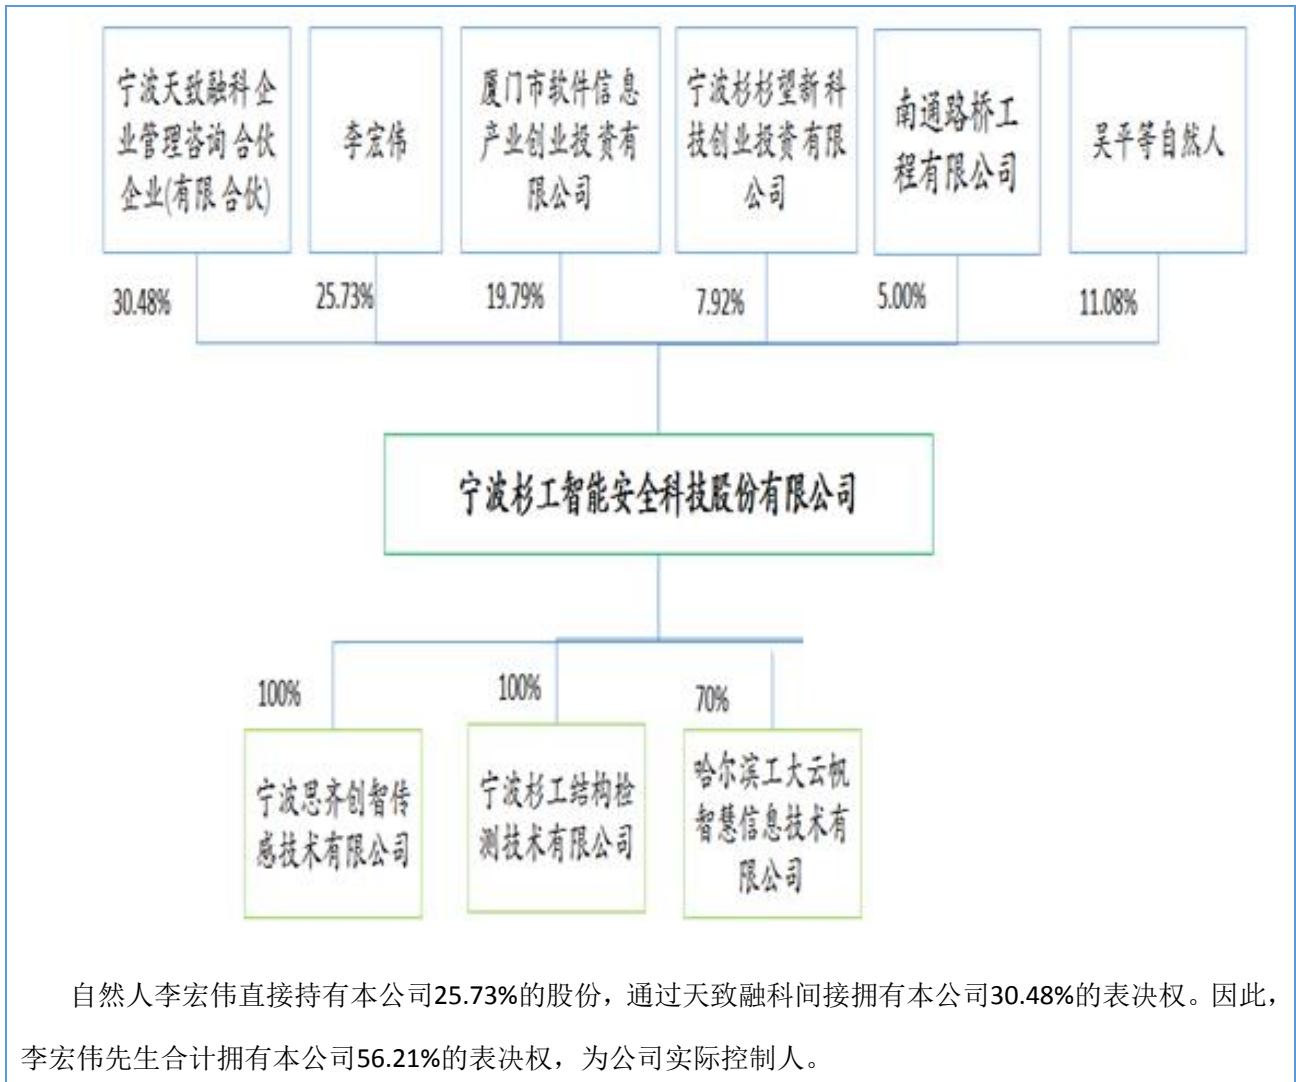 宁波天致融科企
业管理咨询合伙
企业(有限合伙)
李宏伟
厦门市软件信息
产业创业投资有
限公司
宁波杉杉望新科
技创业投资有限
公司
南通路桥工
程有限公司
吴平等自然人
30.48%
25.73%
19.79%
7.92%
5.00%
11.08%
宁波杉工智能安全科技股份有限公司
100%
100%
70%
宁波思齐创智传
感技术有限公司
宁波杉工结构检
测技术有限公司
哈尔滨工大云帆
智慧信息技术有
限公司
自然人李宏伟直接持有本公司25.73%的股份，通过天致融科间接拥有本公司30.48%的表决权。因此，
李宏伟先生合计拥有本公司56.21%的表决权，为公司实际控制人。